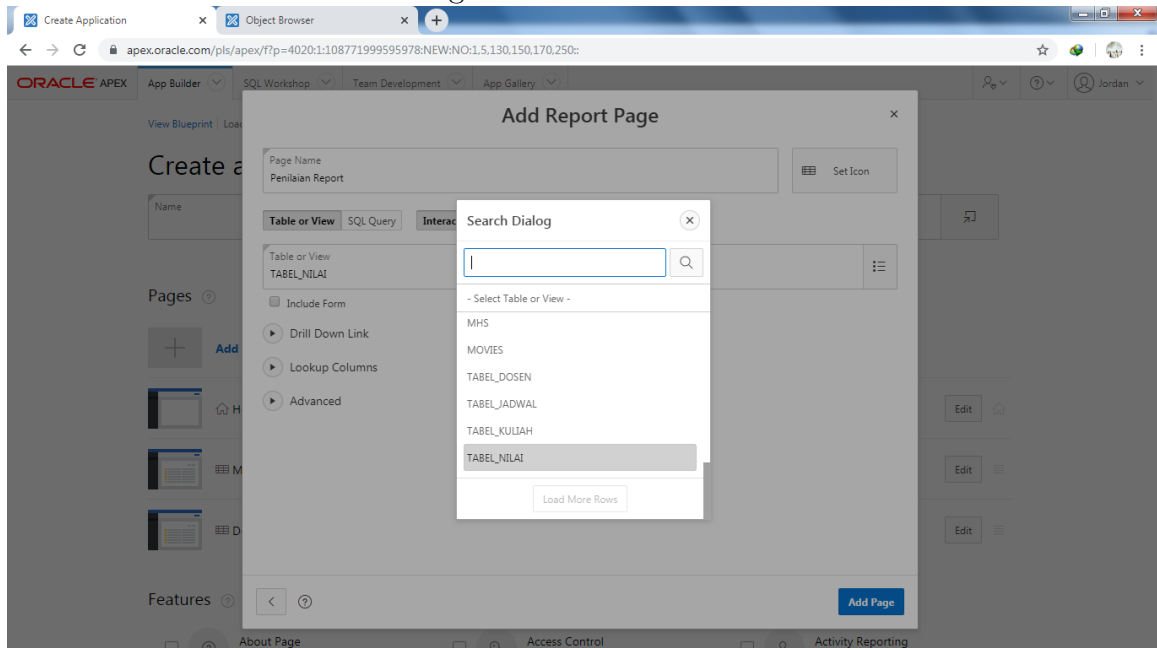 Create Application
Object Browser
apex.oracle.com/pls/apex/f?p=4020:1:108771999595978:NEW:NO:1,5,130,150,170,250::
ORACLE APEX App Builder SQL Workshop Team Development App Gallery Jordan
View Blueprint Loa
Add Report Page
Create a
Page Name
Penilaian Report
Set Icon
Name
Table or View SQL Query Interac
Search Dialog
Table or View
TABEL_NILAI
Pages
Include Form
- Select Table or View -
MHS
Drill Down Link
MOVIES
Add
Lookup Columns
TABEL_DOSEN
Advanced
TABEL_JADWAL
H
Edit
TABEL_KULIAH
TABEL_NILAI
M
Edit
Load More Rows
D
Edit
Features
Add Page
About Page
Access Control
Activity Reporting